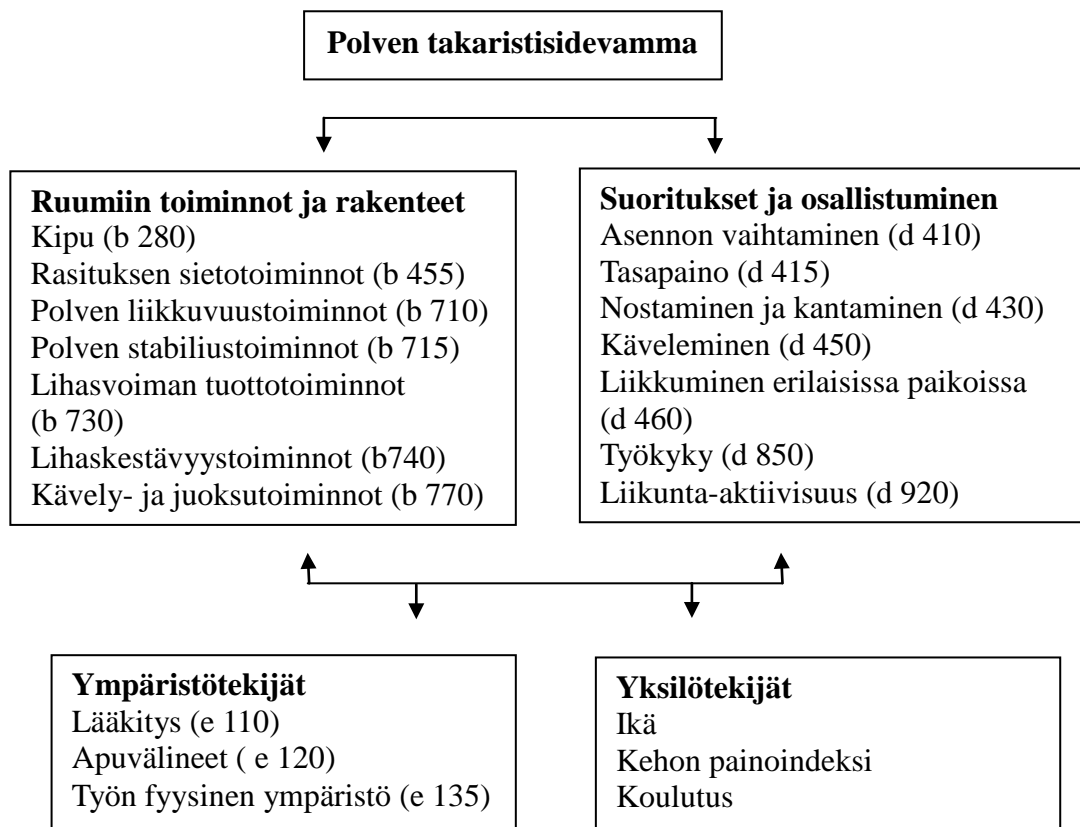 Polven takaristisidevamma
Ruumiin toiminnot ja rakenteet
Kipu (b 280)
Rasituksen sietotoiminnot (b 455)
Polven liikkuvuustoiminnot (b 710)
Polven stabiliustoiminnot (b 715)
Lihasvoiman tuottotoiminnot
(b 730)
Lihaskestävyystoiminnot (b740)
Kävely- ja juoksutoiminnot (b 770)
Suoritukset ja osallistuminen
Asennon vaihtaminen (d 410)
Tasapaino (d 415)
Nostaminen ja kantaminen (d 430)
Käveleminen (d 450)
Liikkuminen erilaisissa paikoissa
(d 460)
Työkyky (d 850)
Liikunta-aktiivisuus (d 920)
Ympäristötekijät
Lääkitys (e 110)
Apuvälineet ( e 120)
Työn fyysinen ympäristö (e 135)
Yksilötekijät
Ikä
Kehon painoindeksi
Koulutus